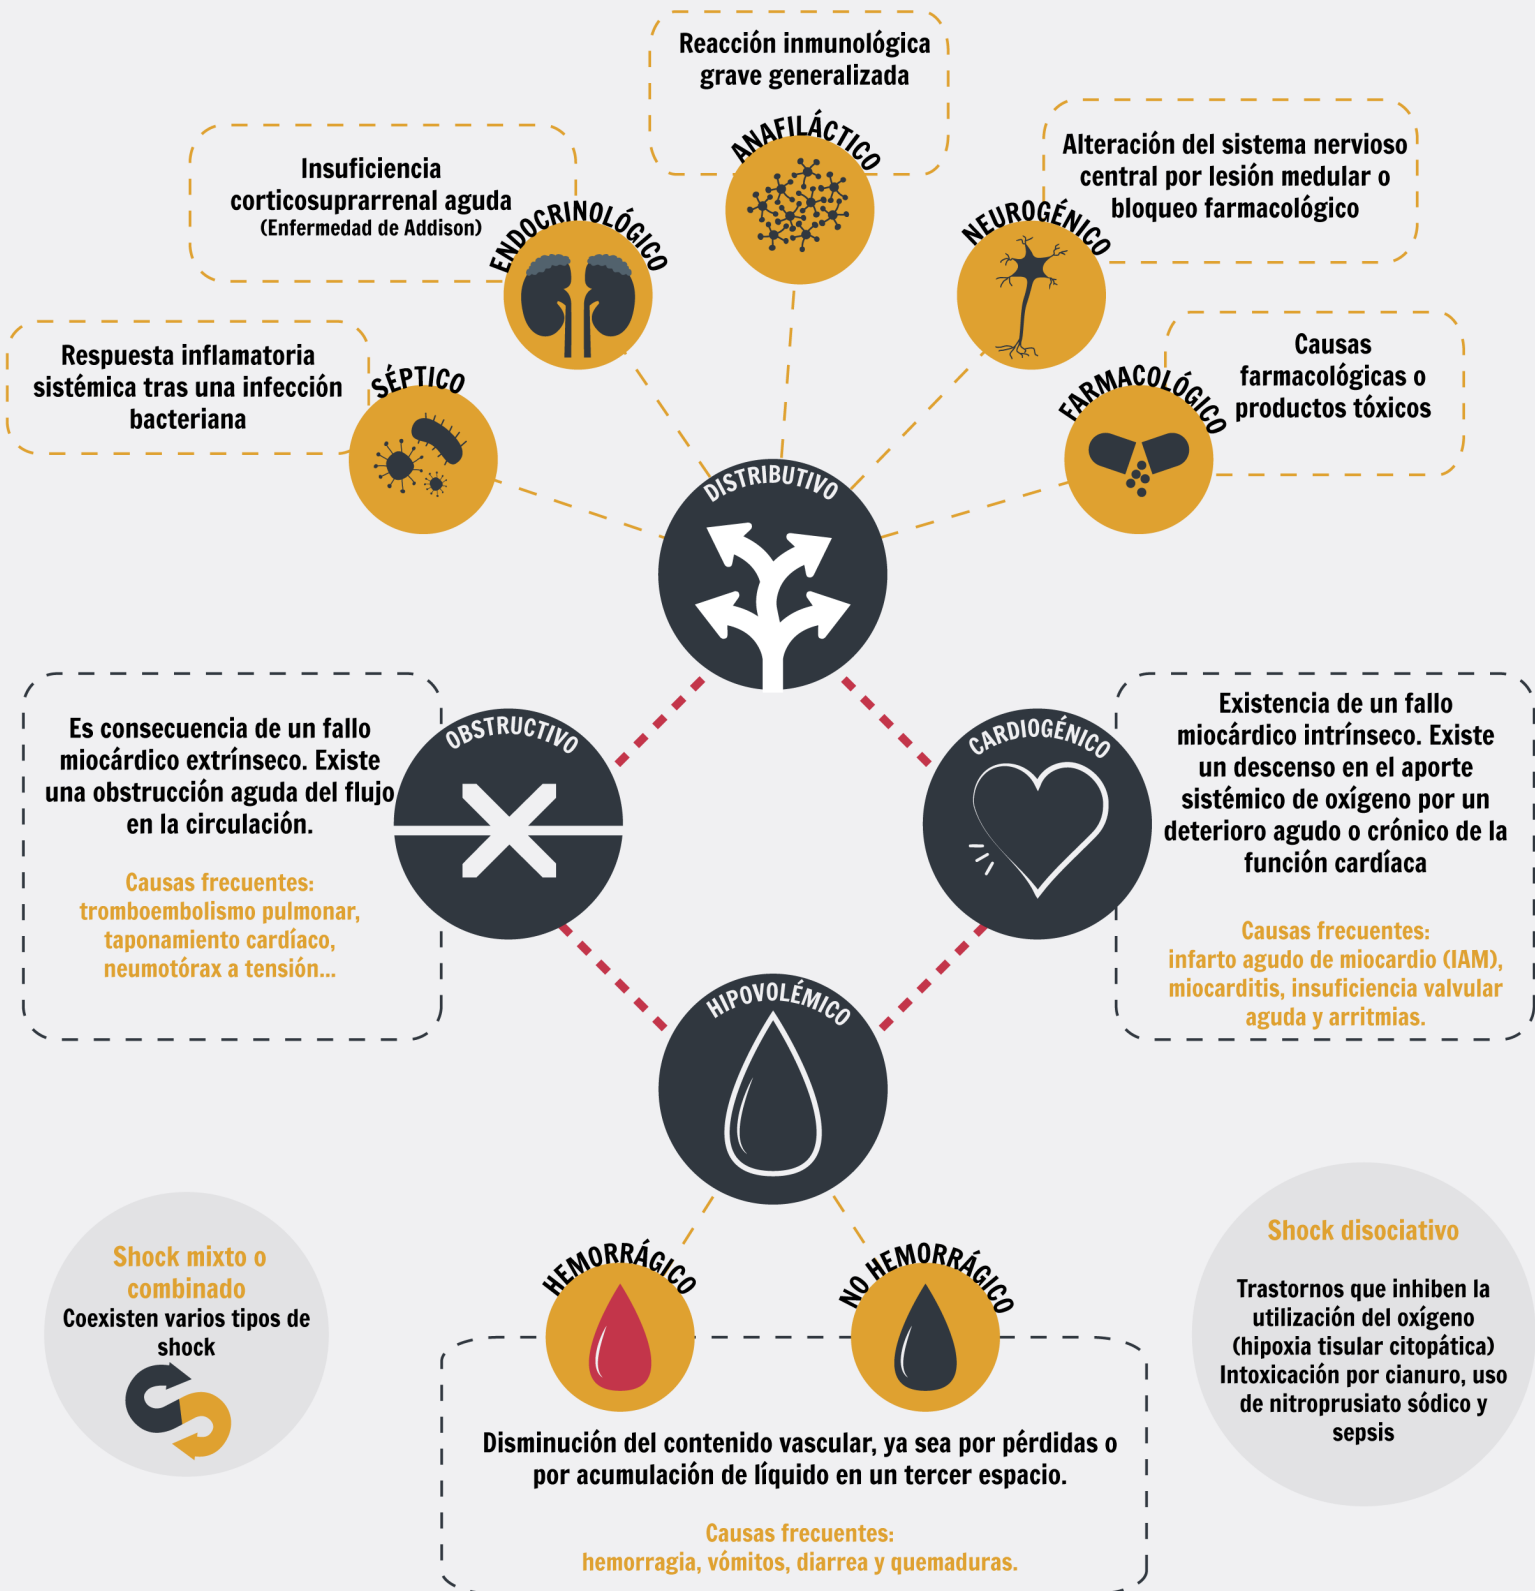 Reacción inmunológica
grave generalizada
ANAFILÁCTICO
Insuficiencia
corticosuprarrenal aguda
(Enfermedad de Addison)
ENDOCRINOLÓGICO
Alteración del sistema nervioso
central por lesión medular o
bloqueo farmacológico
NEUROGÉNICO
Respuesta inflamatoria
sistémica tras una infección
bacteriana
SÉPTICO
Causas
farmacológicas o
productos tóxicos
FARMACOLÓGICO
DISTRIBUTIVO
Es consecuencia de un fallo
miocárdico extrínseco. Existe
una obstrucción aguda del flujo
en la circulación.
Causas frecuentes:
tromboembolismo pulmonar,
taponamiento cardíaco,
neumotórax a tensión...
OBSTRUCTIVO
CARDIOGÉNICO
Existencia de un fallo
miocárdico intrínseco. Existe
un descenso en el aporte
sistémico de oxígeno por un
deterioro agudo o crónico de la
función cardíaca
Causas frecuentes:
infarto agudo de miocardio (IAM),
miocarditis, insuficiencia valvular
aguda y arritmias.
HIPOVOLÉMICO
Shock mixto o
combinado
Coexisten varios tipos de
shock
HEMORRÁGICO
NO HEMORRÁGICO
Disminución del contenido vascular, ya sea por pérdidas o
por acumulación de líquido en un tercer espacio.
Causas frecuentes:
hemorragia, vómitos, diarrea y quemaduras.
Shock disociativo
Trastornos que inhiben la
utilización del oxígeno
(hipoxia tisular citopática)
Intoxicación por cianuro, uso
de nitroprusiato sódico y
sepsis